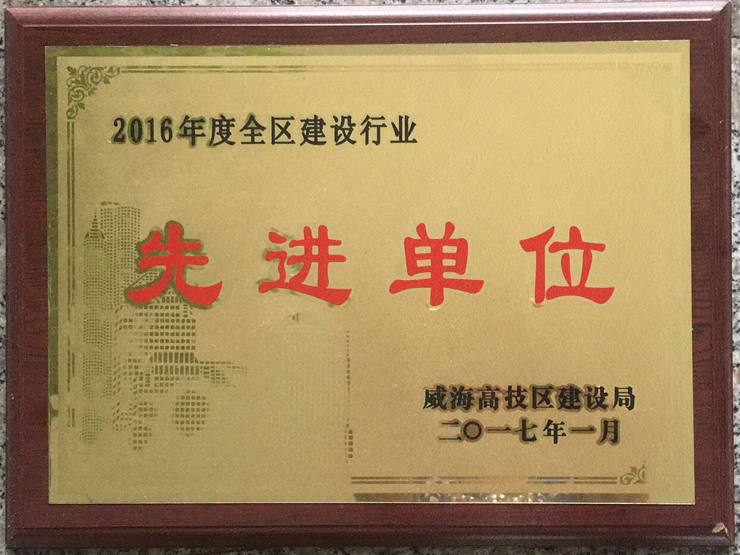 2016年度全区建设行业
先进单位
威海高技区建设局
二〇一七年一月